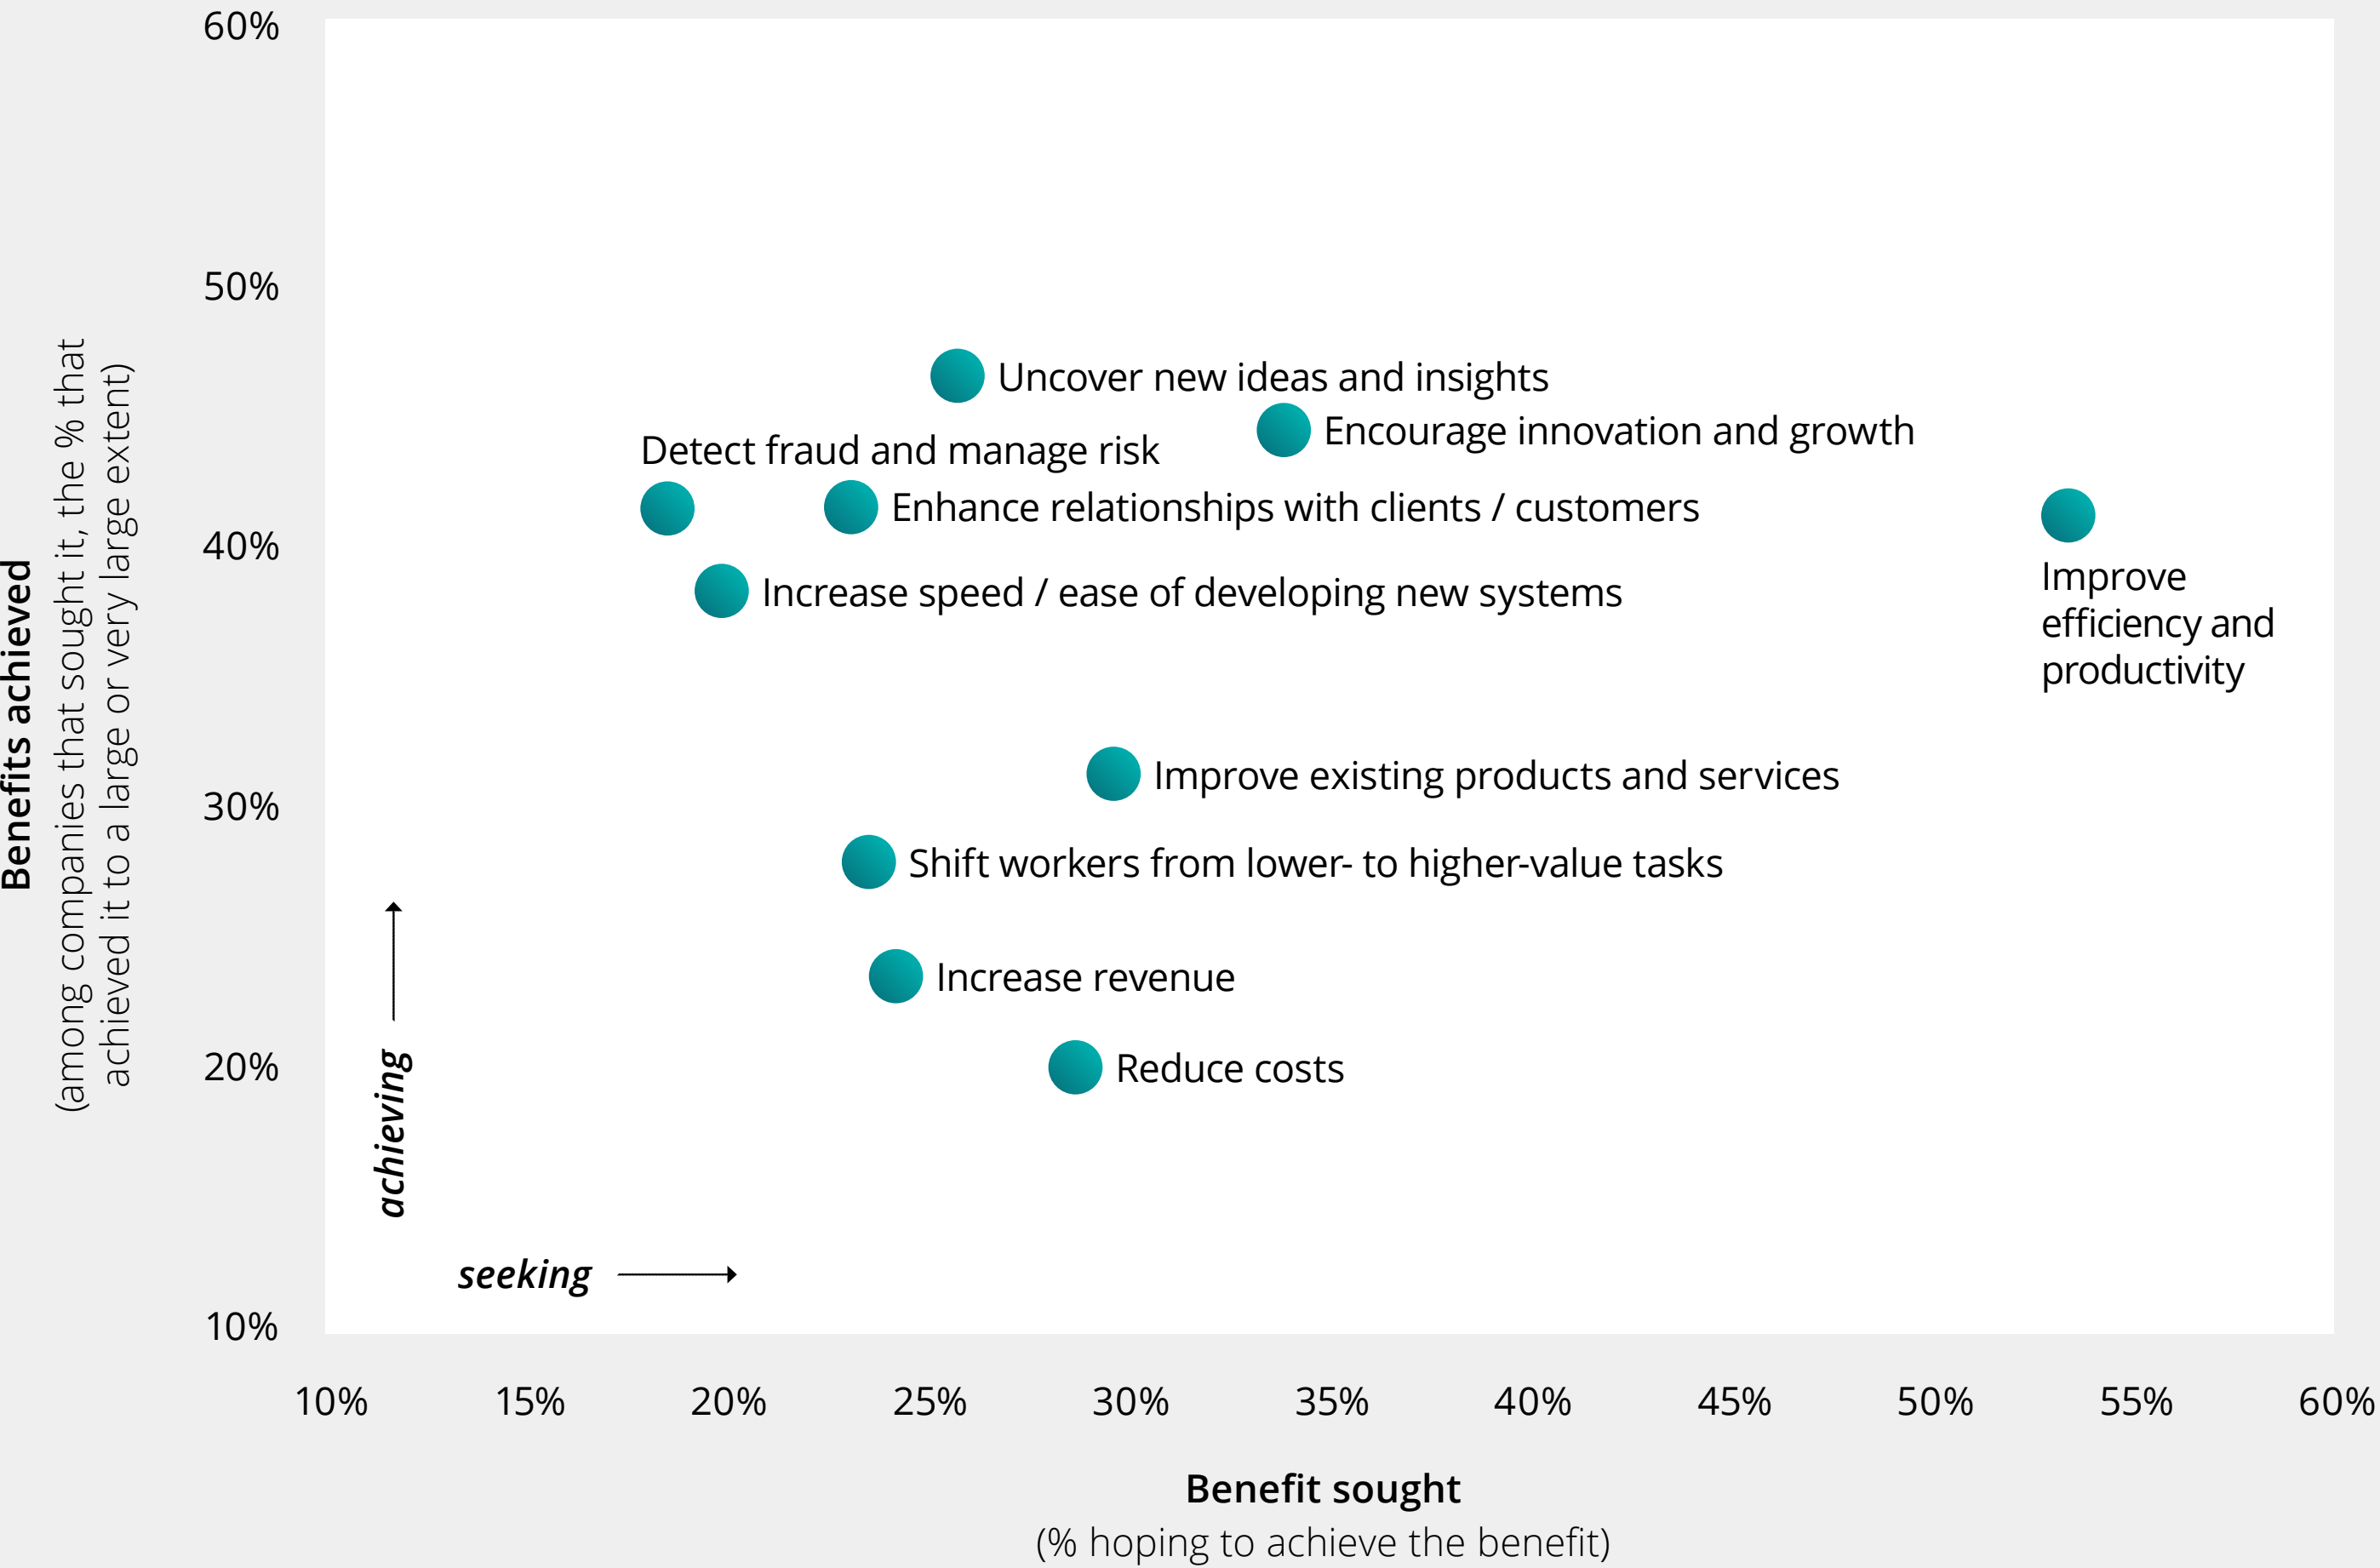 60%
50%
40%
30%
20%
10%
Benefits achieved
(among companies that sought it, the % that
achieved it to a large or very large extent)
Uncover new ideas and insights
Encourage innovation and growth
Detect fraud and manage risk
Enhance relationships with clients / customers
Increase speed / ease of developing new systems
Improve
efficiency and
productivity
Improve existing products and services
Shift workers from lower- to higher-value tasks
Increase revenue
Reduce costs
achieving
seeking
10% 15% 20% 25% 30% 35% 40% 45% 50% 55% 60%
Benefit sought
(% hoping to achieve the benefit)